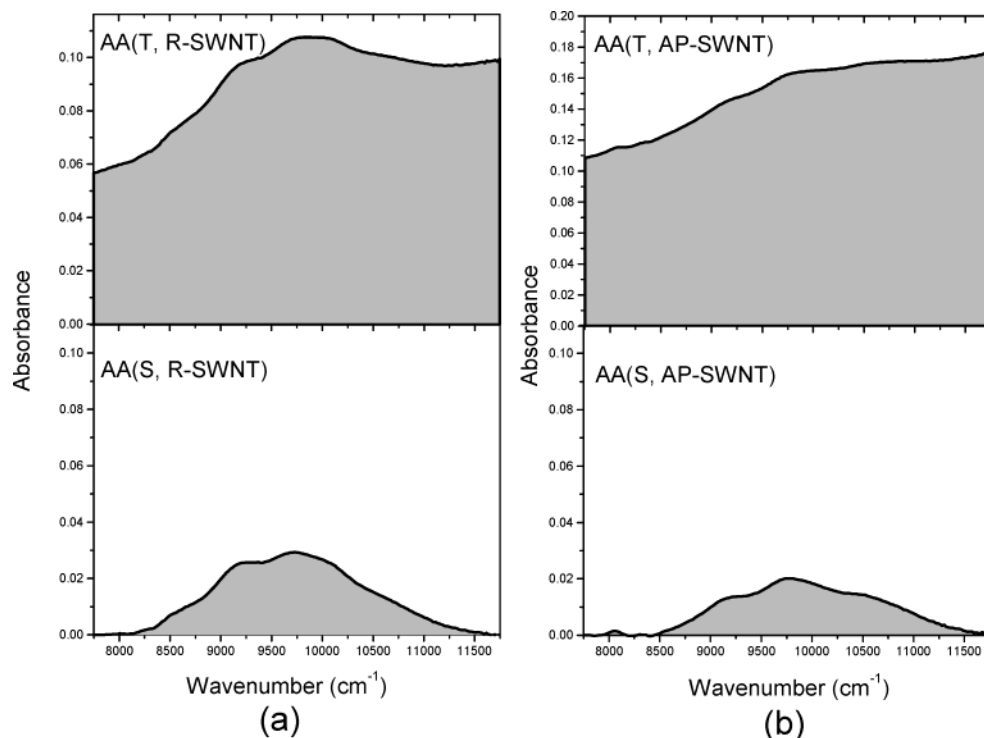 AA(T, R-SWNT)
0.10
0.08
0.06
0.04
0.02
0.00
AA(S, R-SWNT)
0.10
0.08
0.06
0.04
0.02
0.00
8000 8500 9000 9500 10000 10500 11000 11500
Absorbance
Wavenumber (cm⁻¹)
(a)
AA(T, AP-SWNT)
0.20
0.18
0.16
0.14
0.12
0.10
0.08
0.06
0.04
0.02
0.00
AA(S, AP-SWNT)
0.10
0.08
0.06
0.04
0.02
0.00
8000 8500 9000 9500 10000 10500 11000 11500
Absorbance
Wavenumber (cm⁻¹)
(b)